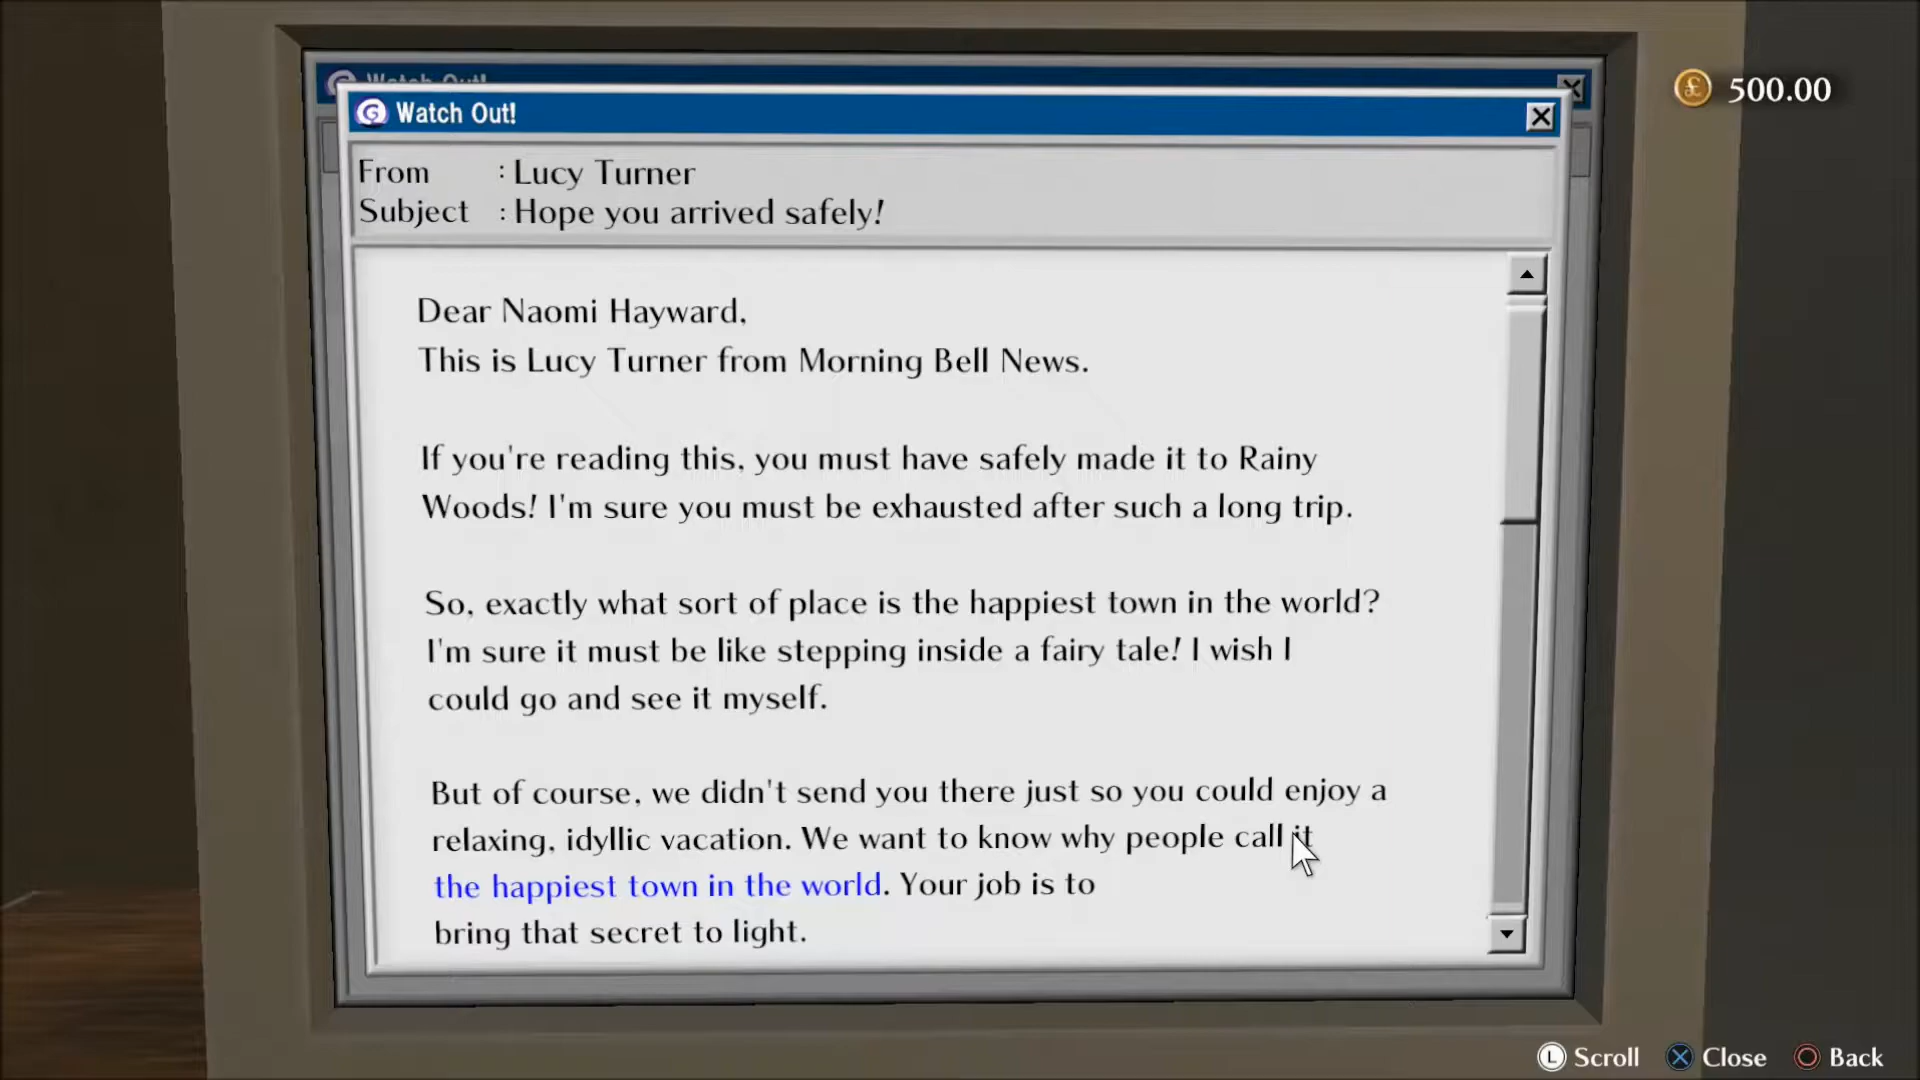 Watch Out!
500.00
Watch Out!
From : Lucy Turner
Subject : Hope you arrived safely!
Dear Naomi Hayward,
This is Lucy Turner from Morning Bell News.
If you're reading this, you must have safely made it to Rainy
Woods! I'm sure you must be exhausted after such a long trip.
So, exactly what sort of place is the happiest town in the world?
I'm sure it must be like stepping inside a fairy tale! I wish I
could go and see it myself.
But of course, we didn't send you there just so you could enjoy a
relaxing, idyllic vacation. We want to know why people call it
the happiest town in the world. Your job is to
bring that secret to light.
L Scroll Close Back